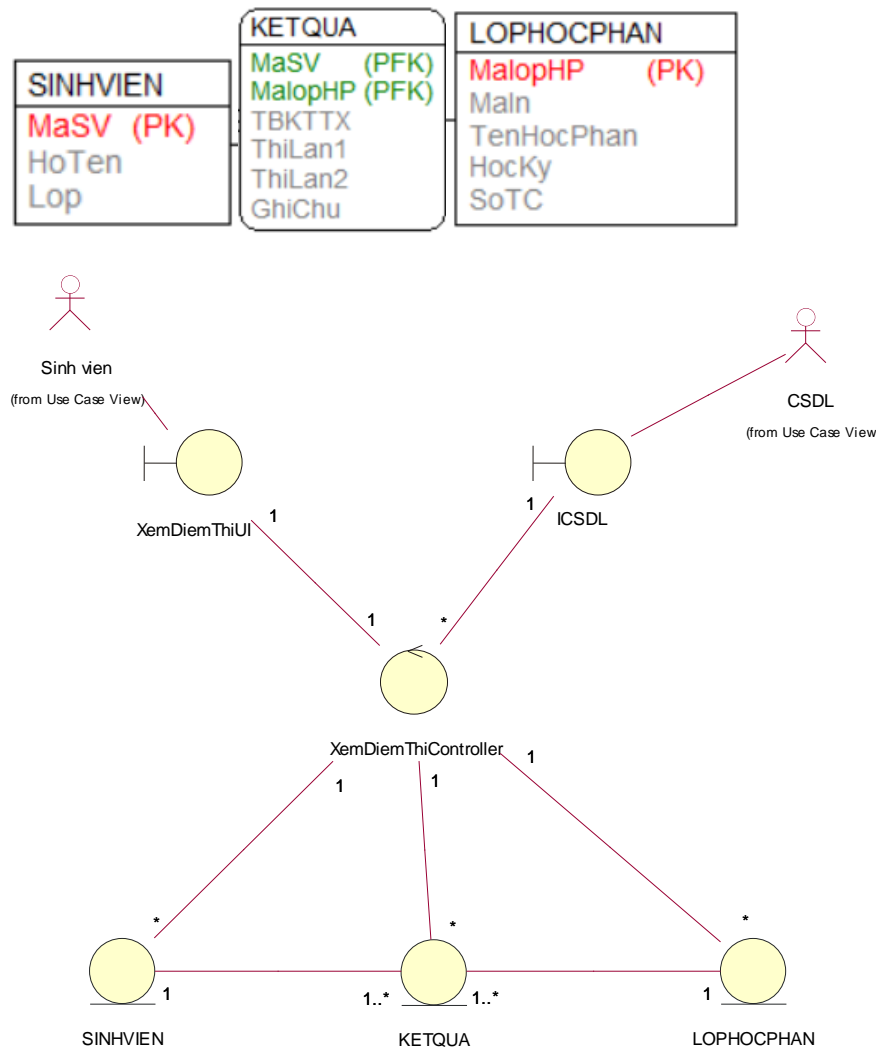 SINHVIEN
MaSV (PK)
HoTen
Lop
KETQUA
MaSV (PFK)
MalopHP (PFK)
TBKTTX
ThiLan1
ThiLan2
GhiChu
LOPHOCPHAN
MalopHP (PK)
MaIn
TenHocPhan
HocKy
SoTC
Sinh vien
(from Use Case View)
CSDL
(from Use Case View
XemDiemThiUI
1
ICSDL
1
1
*
XemDiemThiController
1
1
1
*
*
*
1
1..*
1..*
1
SINHVIEN
KETQUA
LOPHOCPHAN